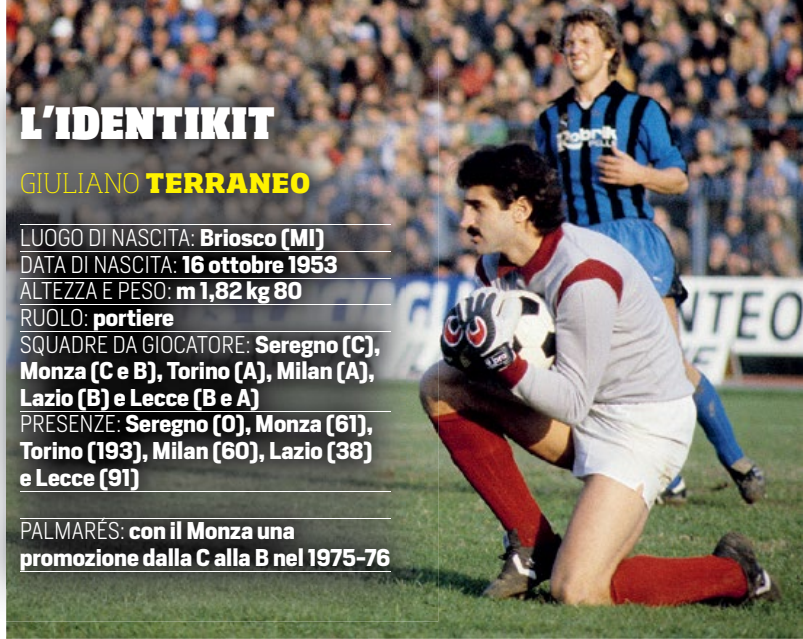 L'IDENTIKIT
GIULIANO TERRANEO
LUOGO DI NASCITA: Briosco (MI)
DATA DI NASCITA: 16 ottobre 1953
ALTEZZA E PESO: m 1,82 kg 80
RUOLO: portiere
SQUADRE DA GIOCATORE: Seregno (C),
Monza (C e B), Torino (A), Milan (A),
Lazio (B) e Lecce (B e A)
PRESENZE: Seregno (0), Monza (61),
Torino (193), Milan (60), Lazio (38)
e Lecce (91)
PALMARÉS: con il Monza una
promozione dalla C alla B nel 1975-76